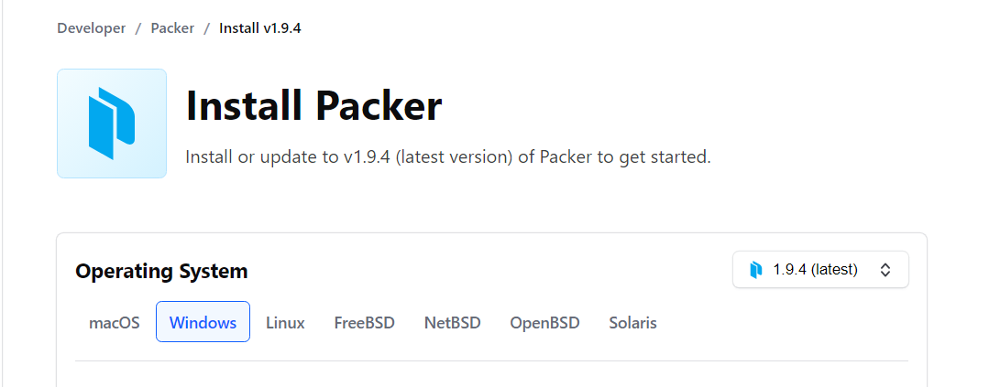 Developer / Packer / Install v1.9.4
Install Packer
Install or update to v1.9.4 (latest version) of Packer to get started.
Operating System
1.9.4 (latest)
macOS Windows Linux FreeBSD NetBSD OpenBSD Solaris